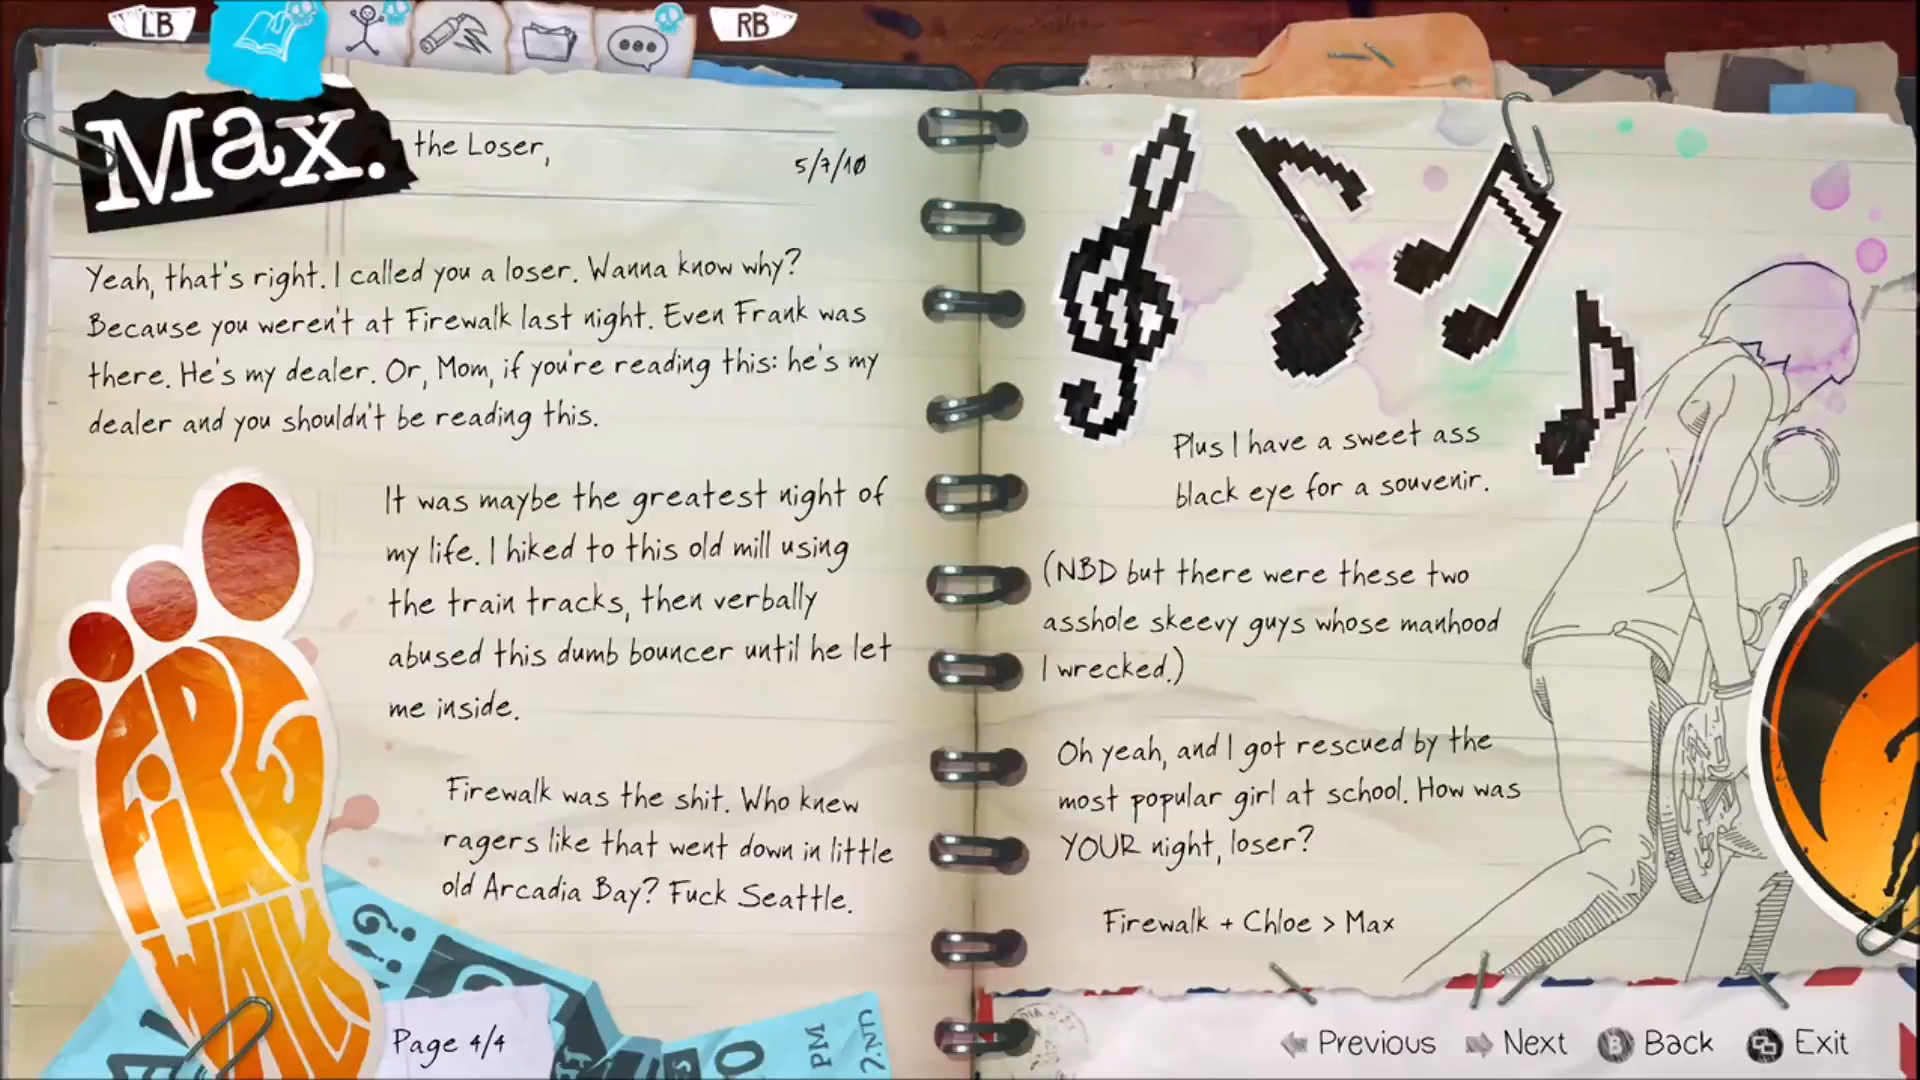 LB
RB
Max.
the Loser,
5/7/10
Yeah, that's right. I called you a loser. Wanna know why?
Because you weren't at Firewalk last night. Even Frank was
there. He's my dealer. Or, Mom, if you're reading this: he's my
dealer and you shouldn't be reading this.
It was maybe the greatest night of
my life. I hiked to this old mill using
the train tracks, then verbally
abused this dumb bouncer until he let
me inside.
Firewalk was the shit. Who knew
ragers like that went down in little
old Arcadia Bay? Fuck Seattle.
FIRE
WALK
PM
Page 4/4
Plus I have a sweet ass
black eye for a souvenir.
(NBD but there were these two
asshole skeevy guys whose manhood
I wrecked.)
Oh yeah, and I got rescued by the
most popular girl at school. How was
YOUR night, loser?
Firewalk + Chloe > Max
Previous
Next
B Back
Exit